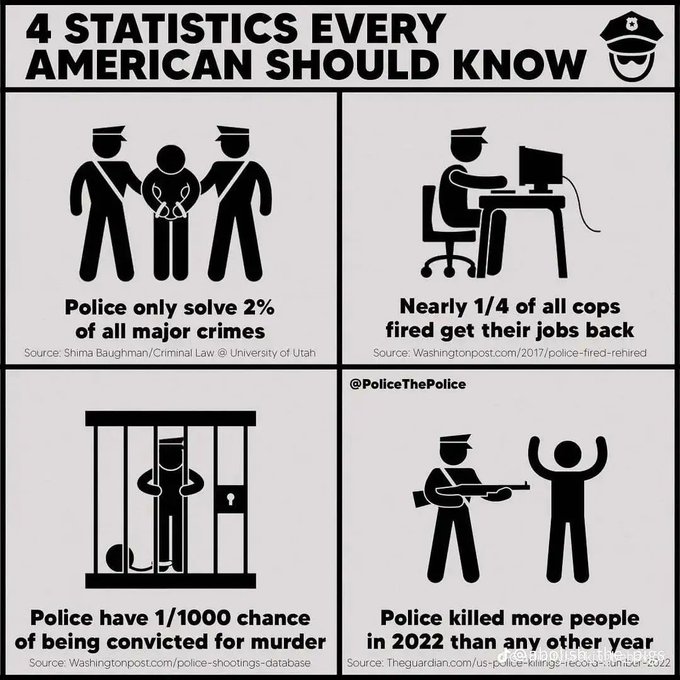 4 STATISTICS EVERY
AMERICAN SHOULD KNOW
Police only solve 2%
of all major crimes
Source: Shima Baughman/Criminal Law @ University of Utah
Nearly 1/4 of all cops
fired get their jobs back
Source: Washingtonpost.com/2017/police-fired-rehired
Police have 1/1000 chance
of being convicted for murder
Source: Washingtonpost.com/police-shootings-database
@PoliceThePolice
Police killed more people
in 2022 than any other year
Source: Theguardian.com/us-police-killings-record-number-2022
@abolish.the.pigs